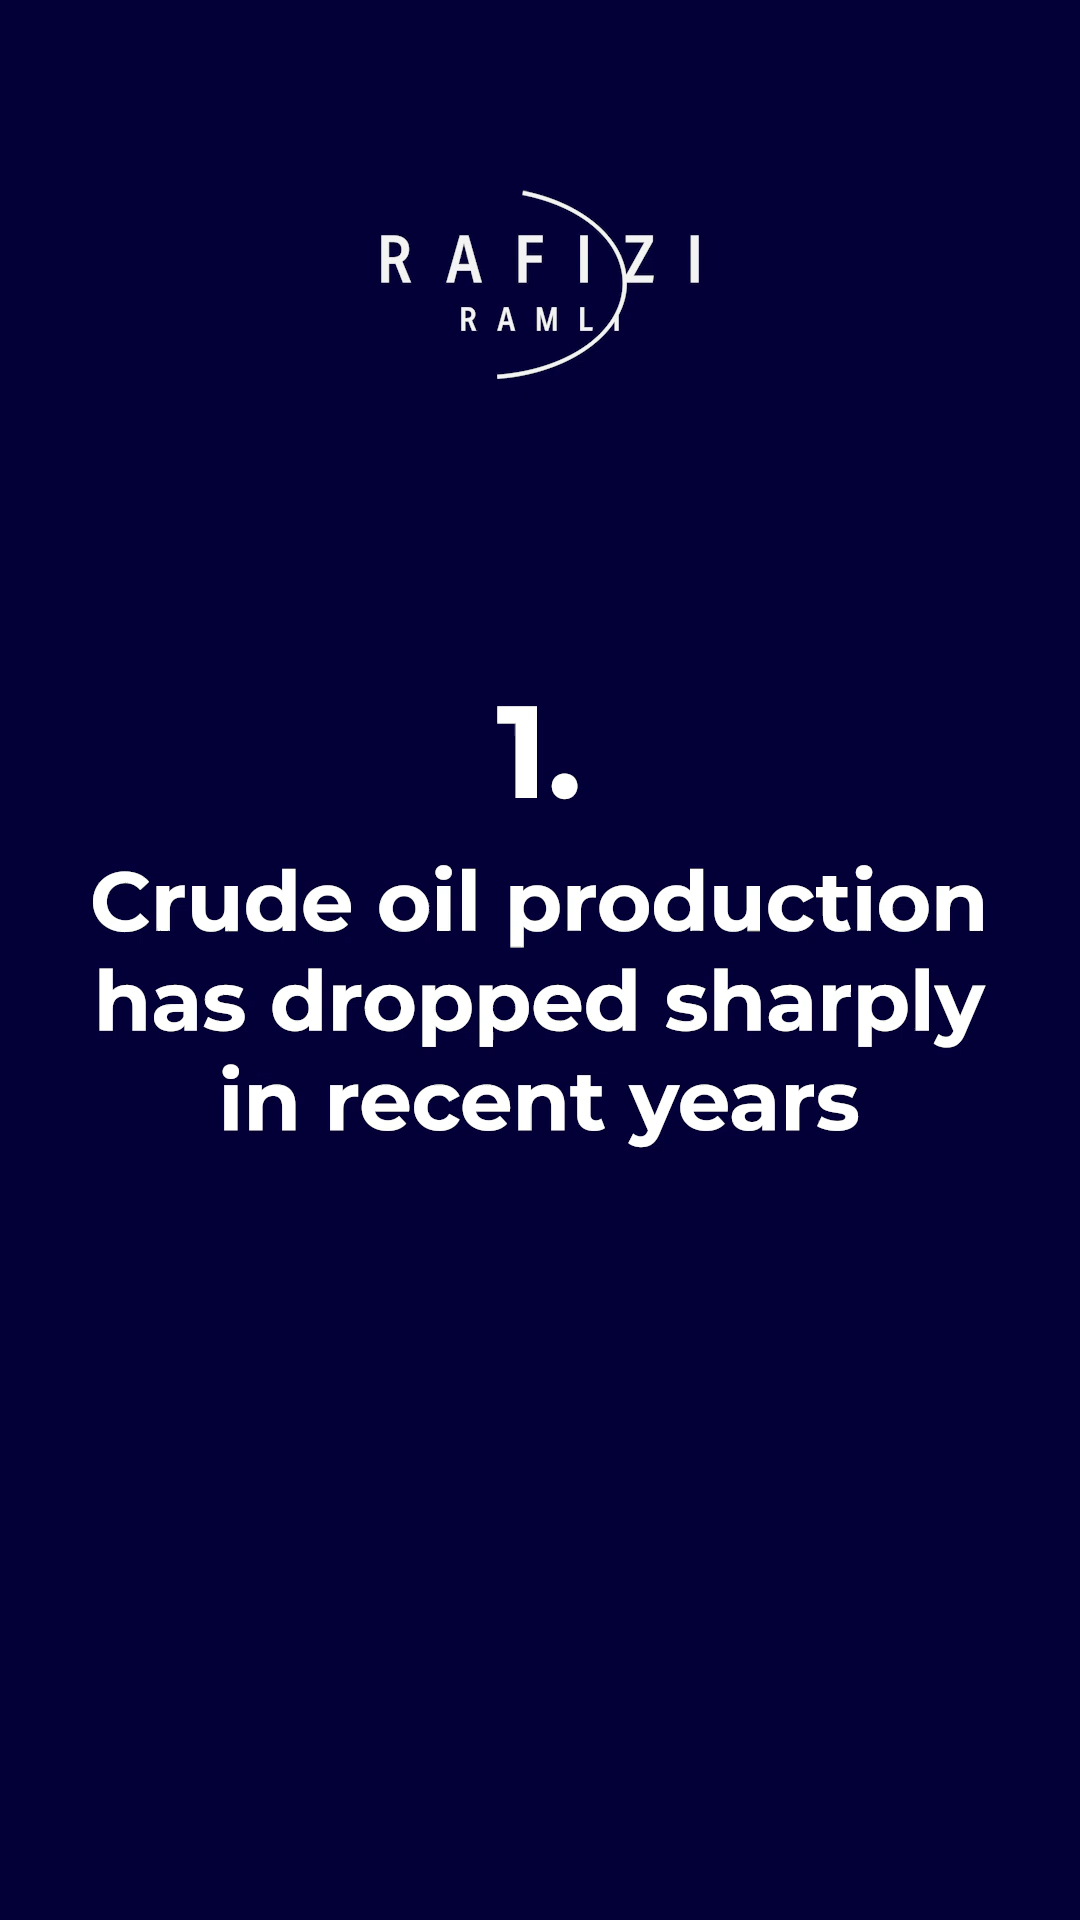 RAFIZI
RAMLI
1.
Crude oil production
has dropped sharply
in recent years